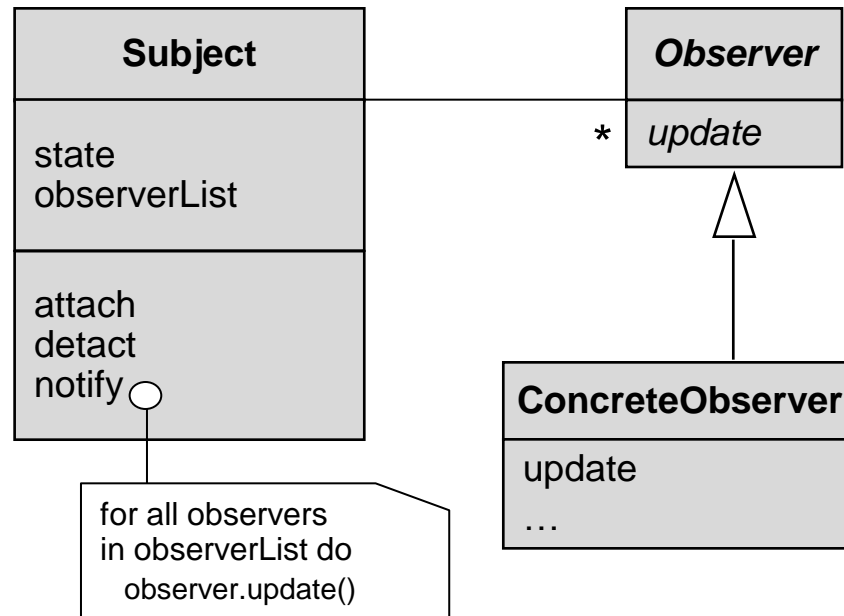 Subject
state
observerList
attach
detact
notify
for all observers
in observerList do
observer.update()
Observer
*
update
ConcreteObserver
update
…